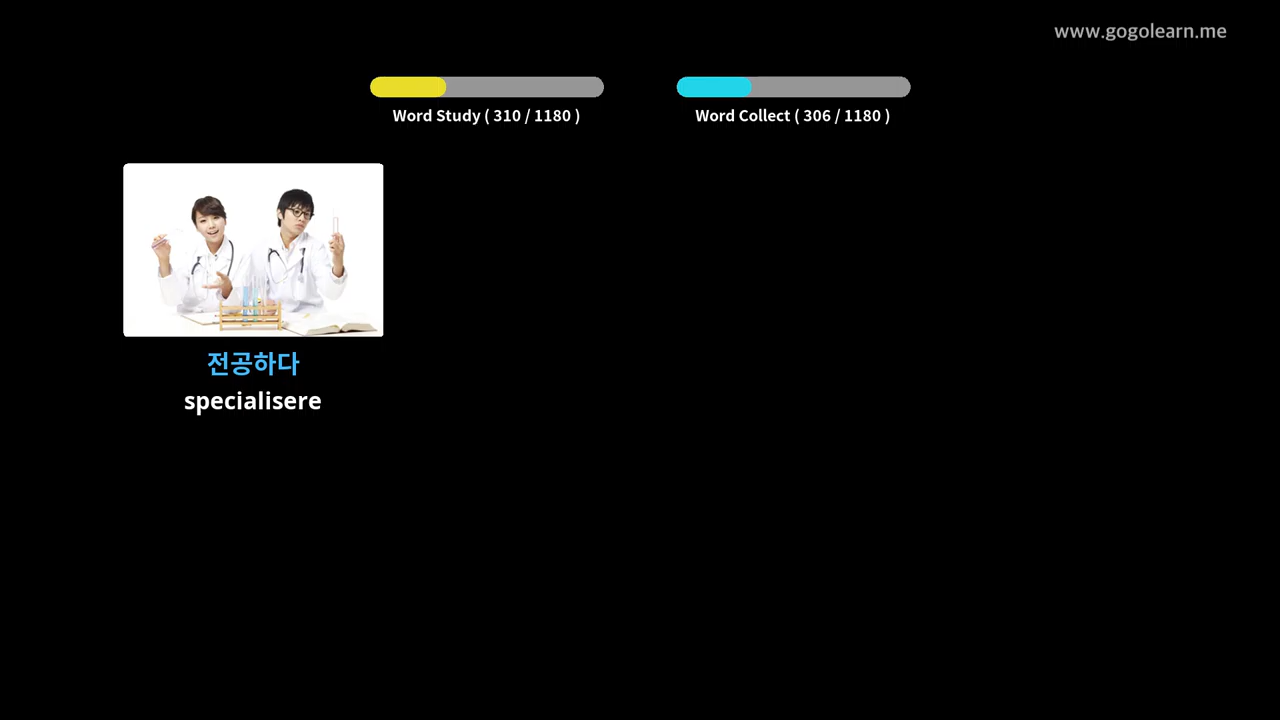 www.gogolearn.me
Word Study ( 310 / 1180 )
Word Collect ( 306 / 1180 )
전공하다
specialisere